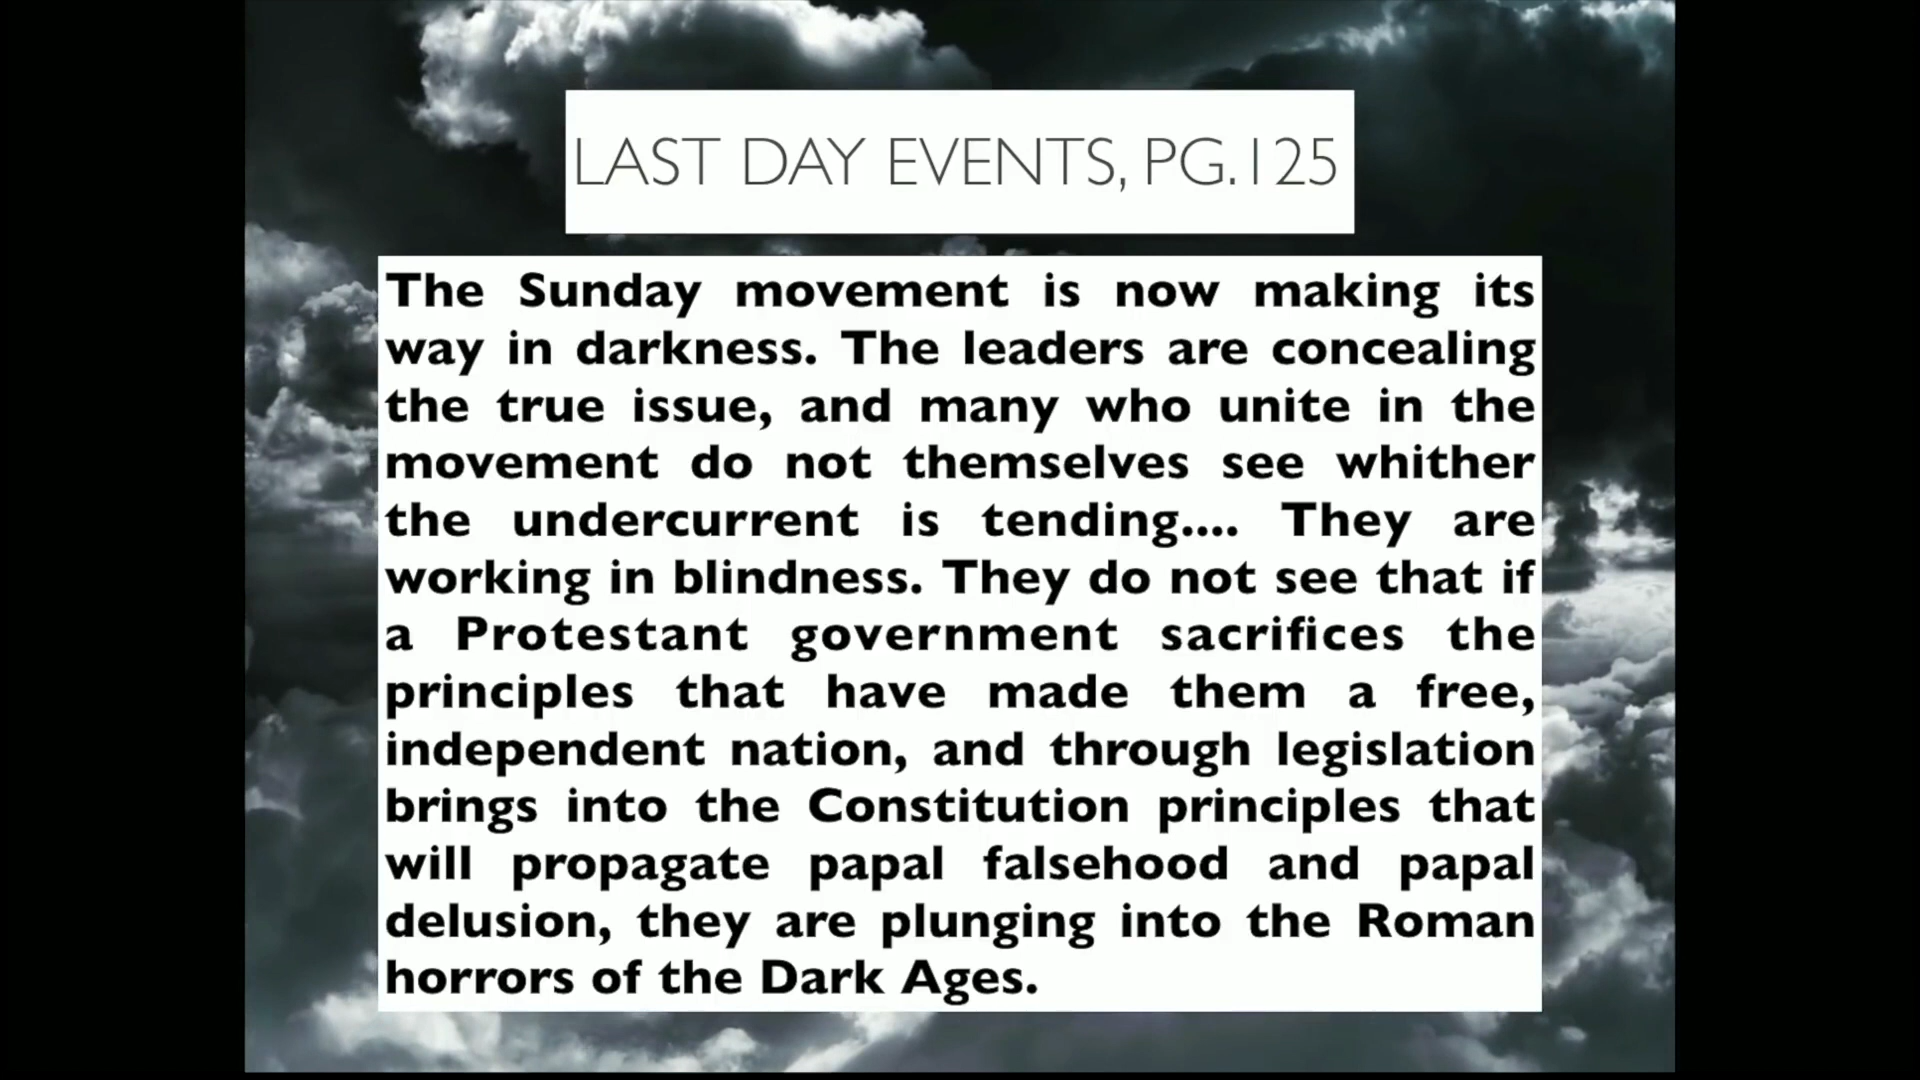 LAST DAY EVENTS, PG.125
The Sunday movement is now making its
way in darkness. The leaders are concealing
the true issue, and many who unite in the
movement do not themselves see whither
the undercurrent is tending.... They are
working in blindness. They do not see that if
a Protestant government sacrifices the
principles that have made them a free,
independent nation, and through legislation
brings into the Constitution principles that
will propagate papal falsehood and papal
delusion, they are plunging into the Roman
horrors of the Dark Ages.